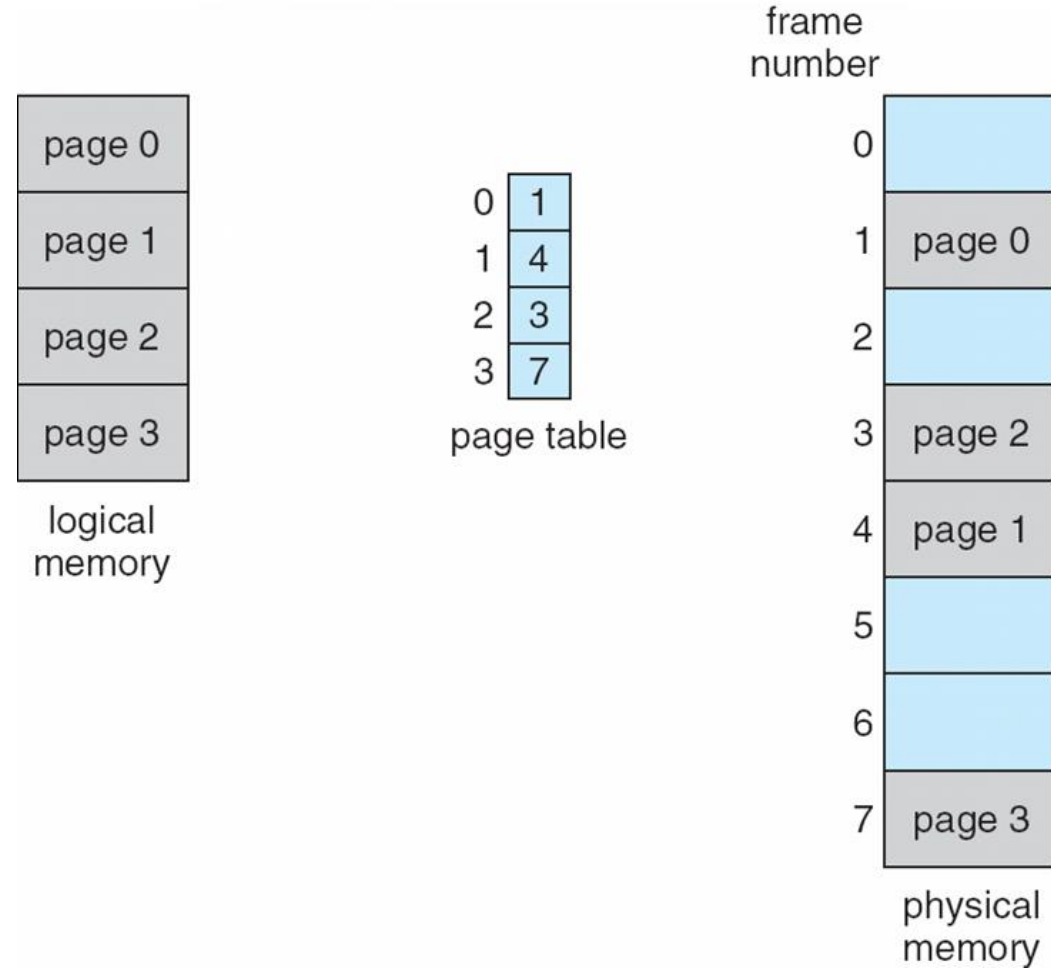 page 0
page 1
page 2
page 3
logical
memory
0 1
1 4
2 3
3 7
page table
frame
number
0
1 page 0
2
3 page 2
4 page 1
5
6
7 page 3
physical
memory